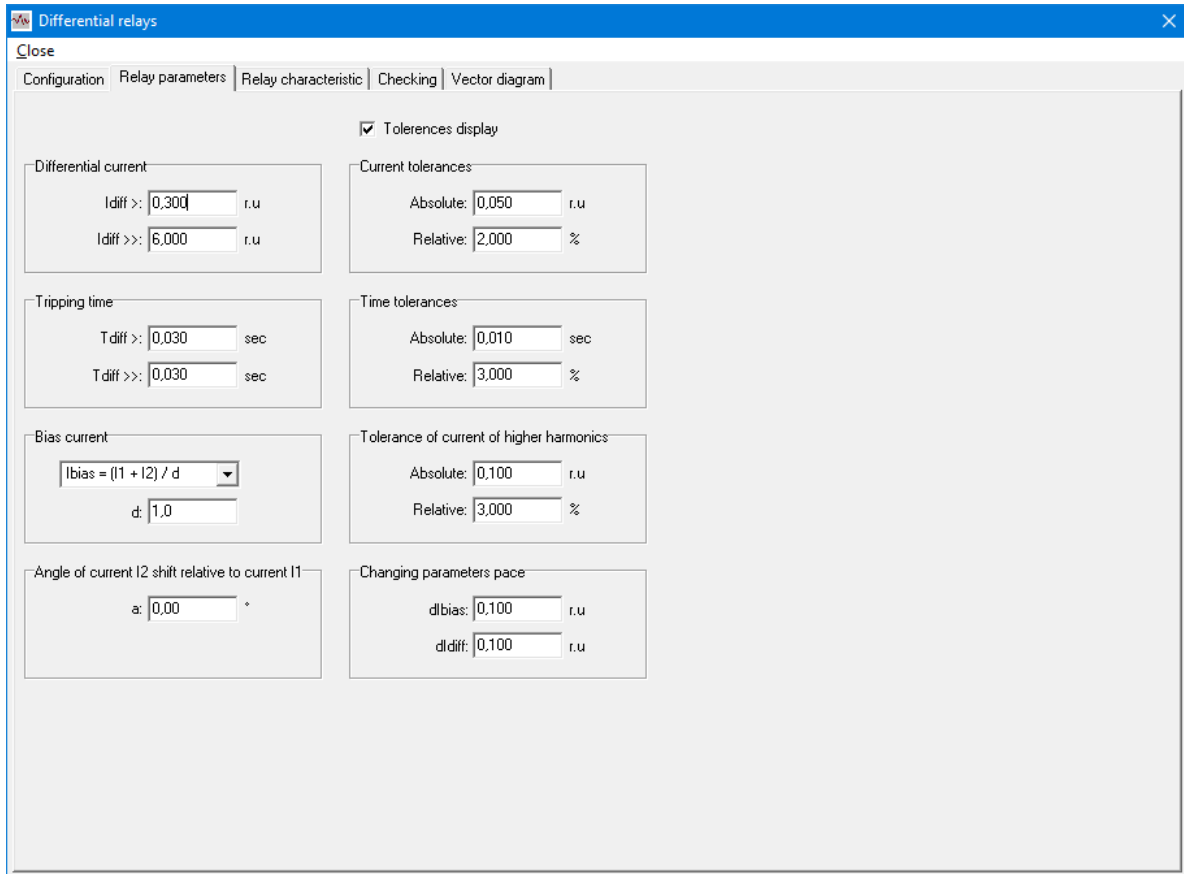 Differential relays
Close
Configuration Relay parameters Relay characteristic Checking Vector diagram
Tolerences display
Differential current
Idiff >: 0,300 r.u
Idiff >>: 6,000 r.u
Current tolerances
Absolute: 0,050 r.u
Relative: 2,000 %
Tripping time
Tdiff >: 0,030 sec
Tdiff >>: 0,030 sec
Time tolerances
Absolute: 0,010 sec
Relative: 3,000 %
Bias current
Ibias = (I1 + I2) / d
d: 1,0
Tolerance of current of higher harmonics
Absolute: 0,100 r.u
Relative: 3,000 %
Angle of current I2 shift relative to current I1
a: 0,00 °
Changing parameters pace
dIbias: 0,100 r.u
dIdiff: 0,100 r.u